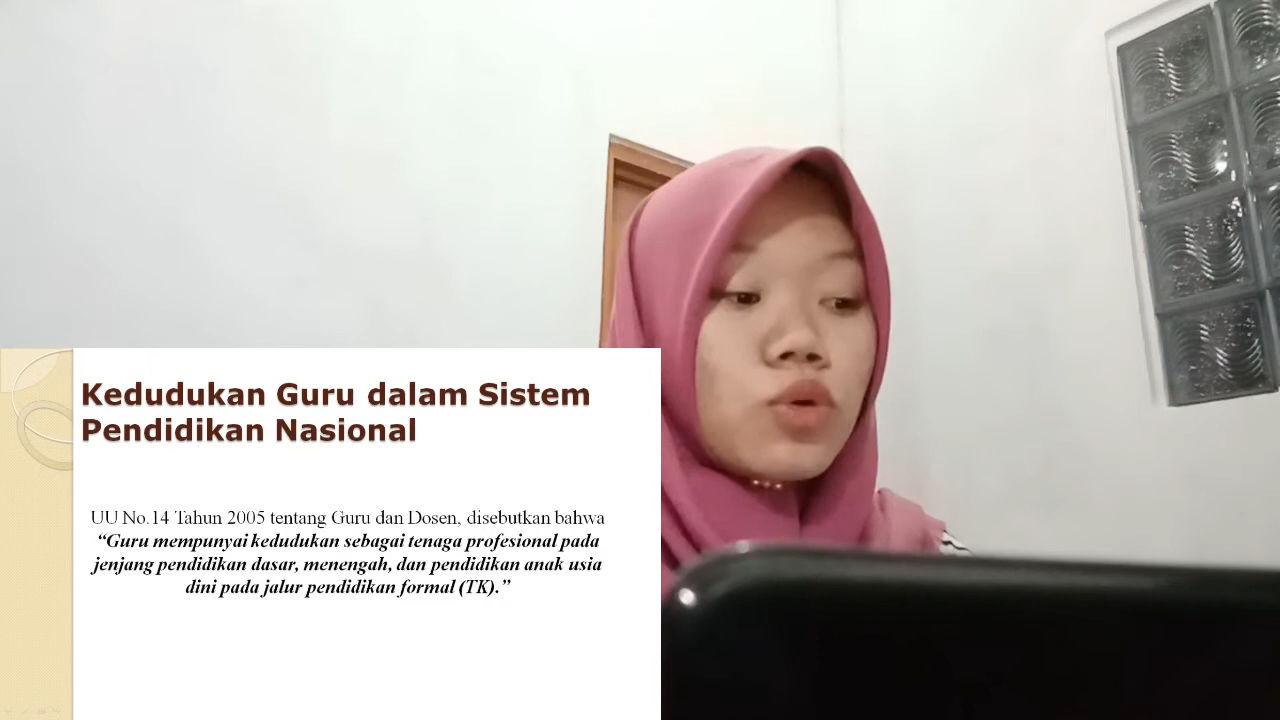 Kedudukan Guru dalam Sistem
Pendidikan Nasional
UU No.14 Tahun 2005 tentang Guru dan Dosen, disebutkan bahwa
“Guru mempunyai kedudukan sebagai tenaga profesional pada
jenjang pendidikan dasar, menengah, dan pendidikan anak usia
dini pada jalur pendidikan formal (TK).”